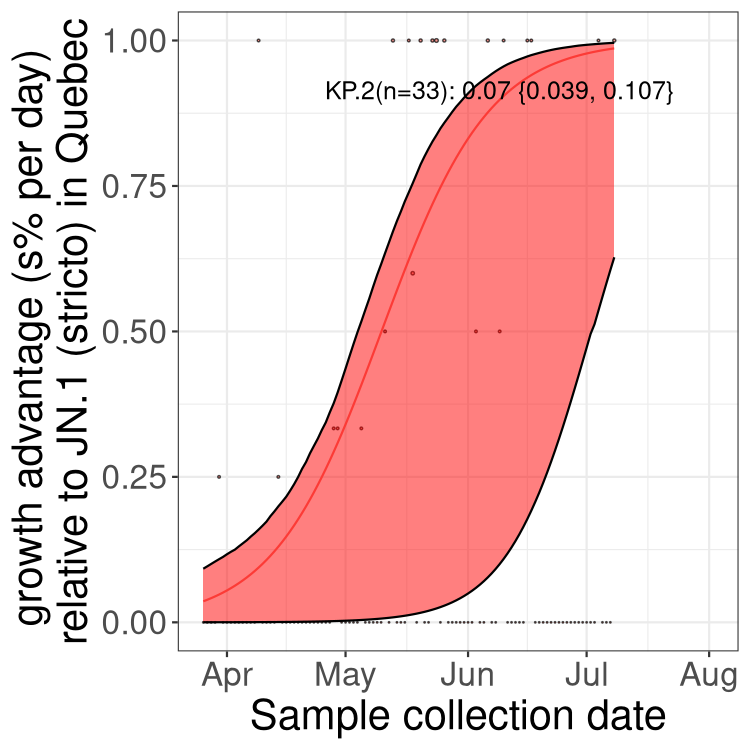 growth advantage (s% per day)
relative to JN.1 (stricto) in Quebec
1.00
0.75
0.50
0.25
0.00
KP.2(n=33): 0.07 {0.039, 0.107}
Apr May Jun Jul Aug
Sample collection date